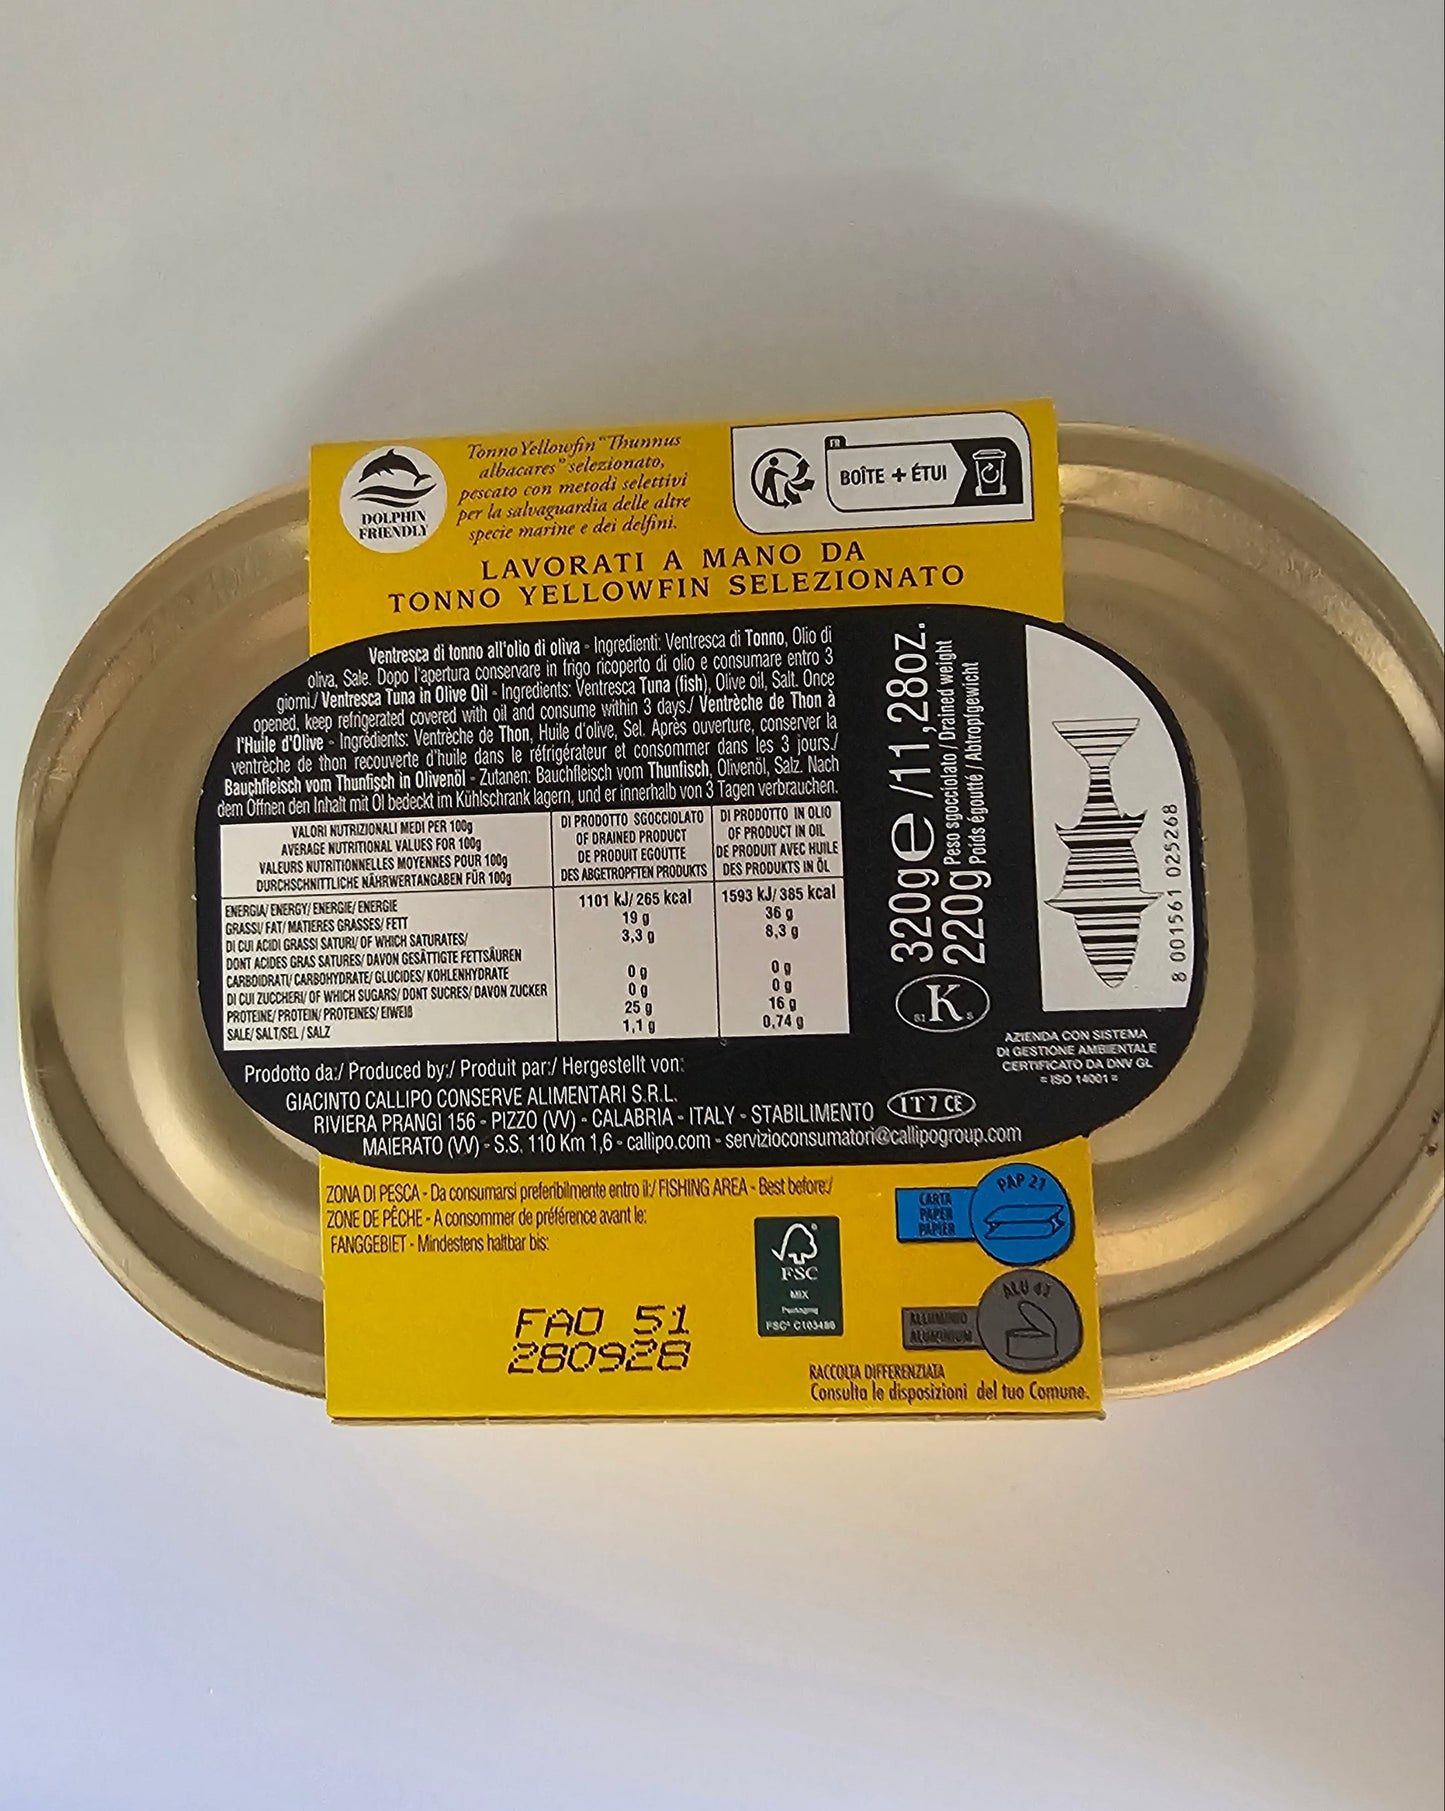 DOLPHIN
FRIENDLY
Tonno Yellowfin "Thunnus
albacares" selezionato,
pescato con metodi selettivi
per la salvaguardia delle altre
specie marine e dei delfini.
FR
BOÎTE + ÉTUI
LAVORATI A MANO DA
TONNO YELLOWFIN SELEZIONATO
Ventresca di tonno all'olio di oliva - Ingredienti: Ventresca di Tonno, Olio di
oliva, Sale. Dopo l'apertura conservare in frigo ricoperto di olio e consumare entro 3
giorni./ Ventresca Tuna in Olive Oil - Ingredients: Ventresca Tuna (fish), Olive oil, Salt. Once
opened, keep refrigerated covered with oil and consume within 3 days./ Ventrèche de Thon à
l'Huile d'Olive - Ingrédients: Ventrèche de Thon, Huile d'olive, Sel. Après ouverture, conserver la
ventrèche de thon recouverte d'huile dans le réfrigérateur et consommer dans les 3 jours./
Bauchfleisch vom Thunfisch in Olivenöl - Zutaten: Bauchfleisch vom Thunfisch, Olivenöl, Salz. Nach
dem Öffnen den Inhalt mit Öl bedeckt im Kühlschrank lagern, und er innerhalb von 3 Tagen verbrauchen.
VALORI NUTRIZIONALI MEDI PER 100g
AVERAGE NUTRITIONAL VALUES FOR 100g
VALEURS NUTRITIONNELLES MOYENNES POUR 100g
DURCHSCHNITTLICHE NÄHRWERTANGABEN FÜR 100g
DI PRODOTTO SGOCCIOLATO
OF DRAINED PRODUCT
DE PRODUIT EGOUTTE
DES ABGETROPFTEN PRODUKTS
DI PRODOTTO IN OLIO
OF PRODUCT IN OIL
DE PRODUIT AVEC HUILE
DES PRODUKTS IN ÖL
ENERGIA/ ENERGY/ ENERGIE/ ENERGIE 1101 kJ/ 265 kcal 1593 kJ/ 385 kcal
GRASSI/ FAT/ MATIERES GRASSES/ FETT 19 g 36 g
DI CUI ACIDI GRASSI SATURI/ OF WHICH SATURATES/ 3,3 g 8,3 g
DONT ACIDES GRAS SATURES/ DAVON GESÄTTIGTE FETTSÄUREN
CARBOIDRATI/ CARBOHYDRATE/ GLUCIDES/ KOHLENHYDRATE 0 g 0 g
DI CUI ZUCCHERI/ OF WHICH SUGARS/ DONT SUCRES/ DAVON ZUCKER 0 g 0 g
PROTEINE/ PROTEIN/ PROTEINES/ EIWEIß 25 g 16 g
SALE/ SALT/SEL / SALZ 1,1 g 0,74 g
320g e /11,28oz.
220g Peso sgocciolato / Drained weight
Poids égoutté / Abtropfgewicht
K
8 001561 025268
AZIENDA CON SISTEMA
DI GESTIONE AMBIENTALE
CERTIFICATO DA DNV GL
= ISO 14001 =
Prodotto da:/ Produced by:/ Produit par:/ Hergestellt von:
GIACINTO CALLIPO CONSERVE ALIMENTARI S.R.L.
RIVIERA PRANGI 156 - PIZZO (VV) - CALABRIA - ITALY - STABILIMENTO IT 7 CE
MAIERATO (VV) - S.S. 110 Km 1,6 - callipo.com - servizioconsumatori@callipogroup.com
ZONA DI PESCA - Da consumarsi preferibilmente entro il:/ FISHING AREA - Best before:/
ZONE DE PÊCHE - A consommer de préférence avant le:
FANGGEBIET - Mindestens haltbar bis:
FAO 51
280928
FSC
MIX
Packaging
FSC® C103486
CARTA
PAPER
PAPIER
PAP 21
ALLUMINIO
ALUMINIUM
ALU 41
RACCOLTA DIFFERENZIATA
Consulta le disposizioni del tuo Comune.